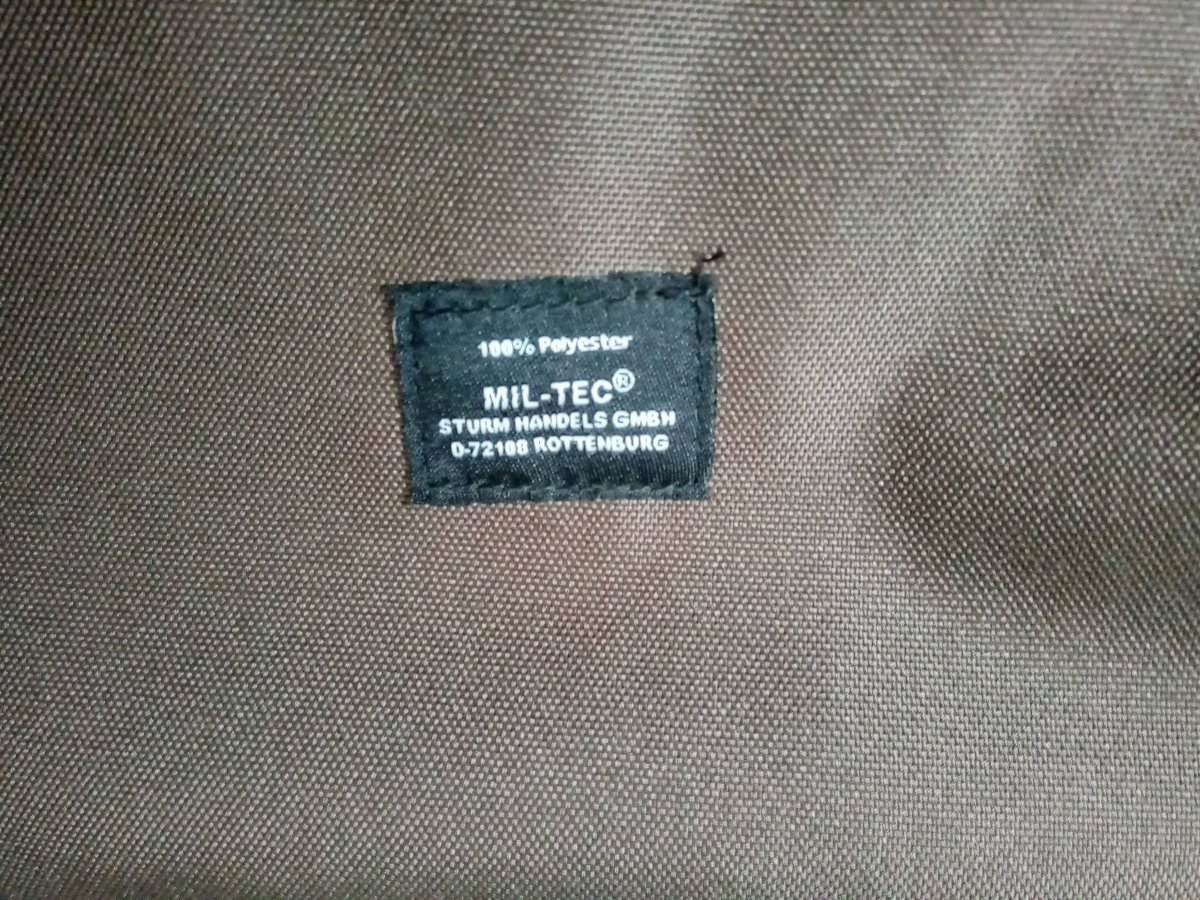 100% Polyester
MIL-TEC®
STURM HANDELS GMBH
D-72108 ROTTENBURG